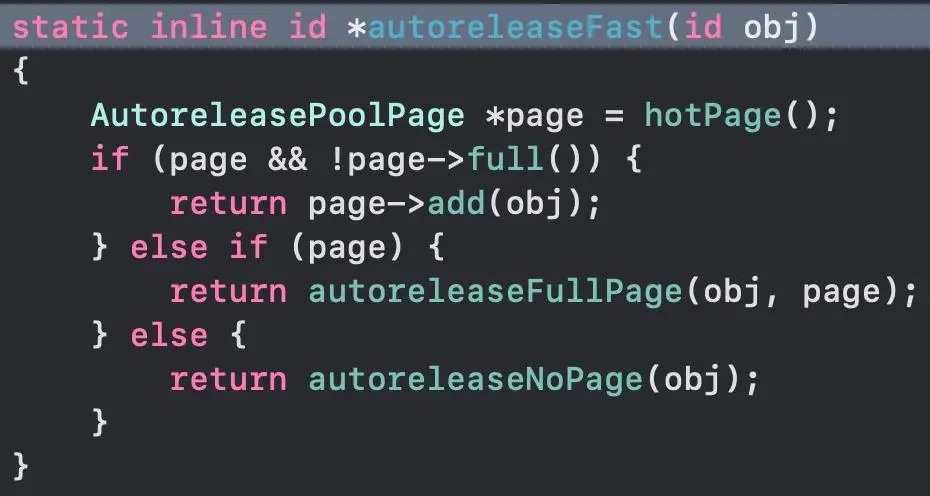 static inline id *autoreleaseFast(id obj)
{
    AutoreleasePoolPage *page = hotPage();
    if (page && !page->full()) {
        return page->add(obj);
    } else if (page) {
        return autoreleaseFullPage(obj, page);
    } else {
        return autoreleaseNoPage(obj);
    }
}